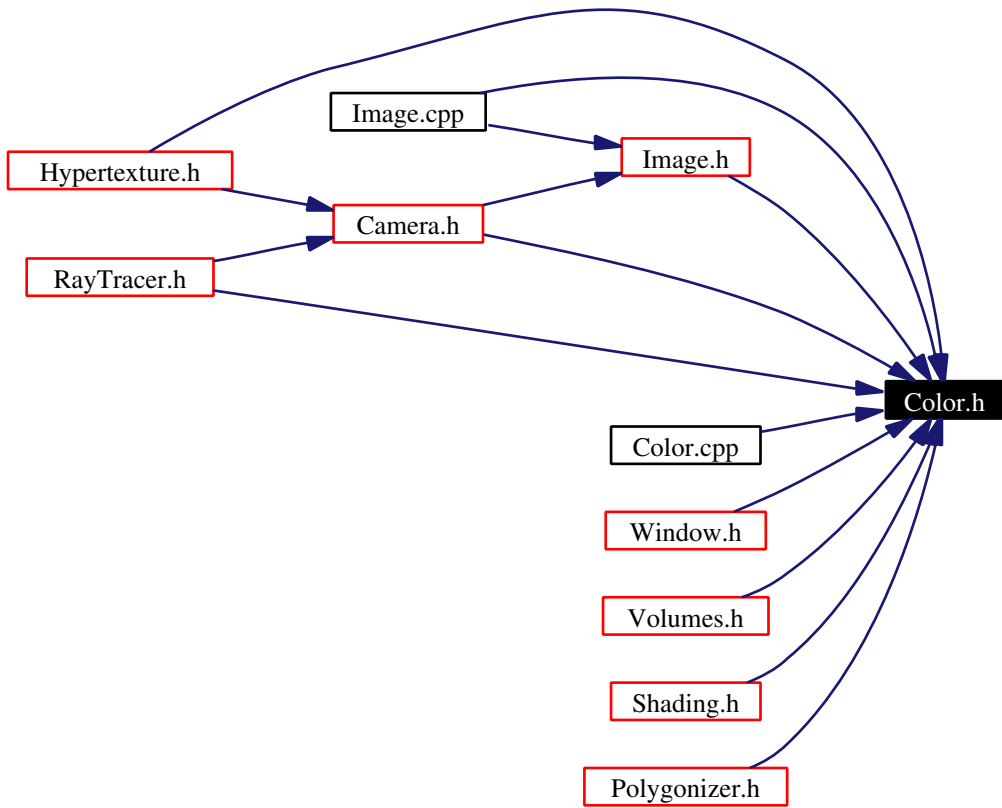 Image.cpp
Image.h
Hypertexture.h
Camera.h
RayTracer.h
Color.h
Color.cpp
Window.h
Volumes.h
Shading.h
Polygonizer.h